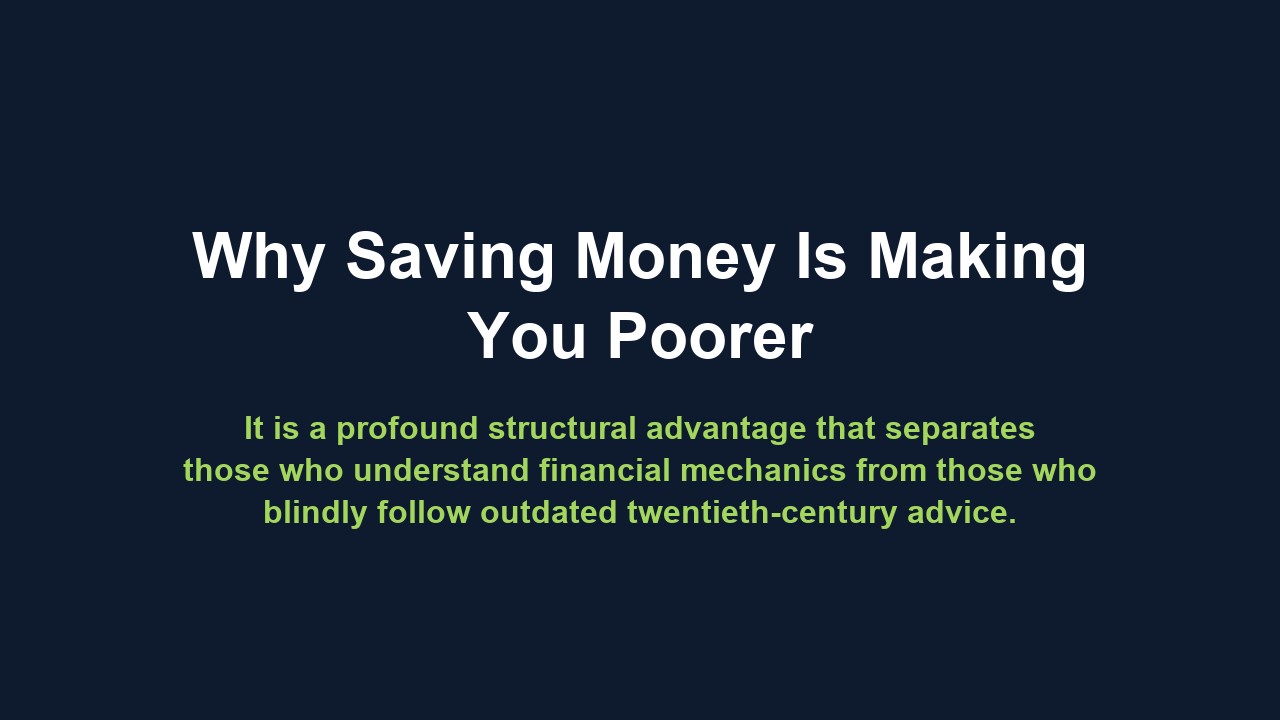 Why Saving Money Is Making
You Poorer
It is a profound structural advantage that separates
those who understand financial mechanics from those who
blindly follow outdated twentieth-century advice.